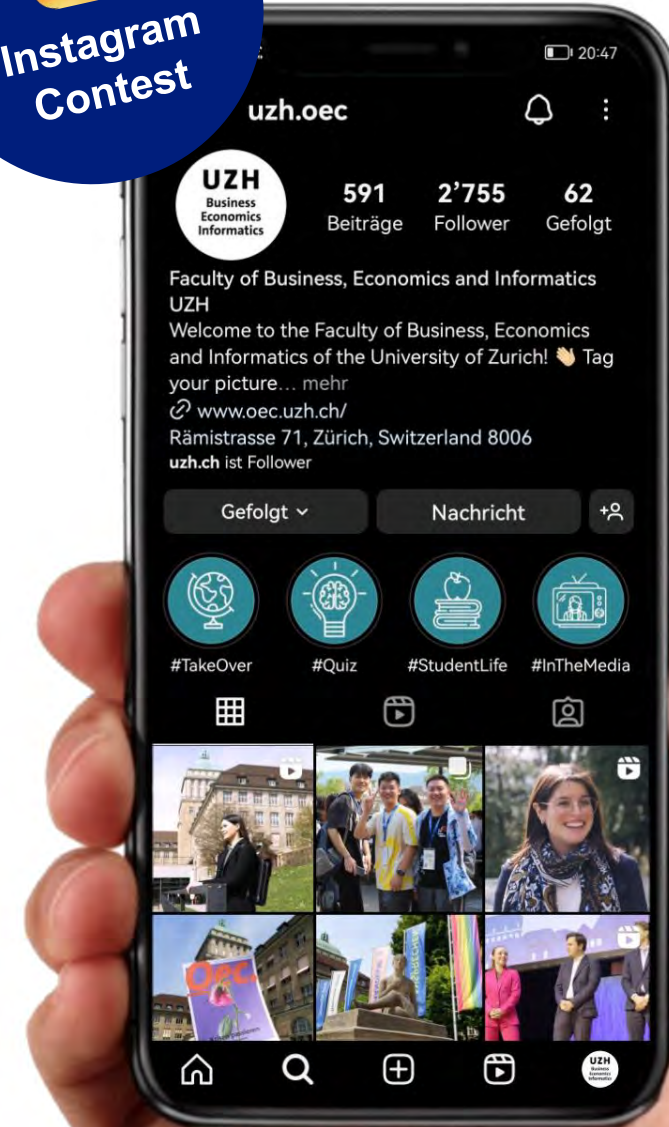 Instagram
Contest
20:47
uzh.oec
UZH
Business
Economics
Informatics
591
2’755
62
Beiträge
Follower
Gefolgt
Faculty of Business, Economics and Informatics
UZH
Welcome to the Faculty of Business, Economics
and Informatics of the University of Zurich! 👋🏼 Tag
your picture… mehr
www.oec.uzh.ch/
Rämistrasse 71, Zürich, Switzerland 8006
uzh.ch ist Follower
Gefolgt
Nachricht
#TakeOver
#Quiz
#StudentLife
#InTheMedia
Oec.
UZH
Business
Economics
Informatics